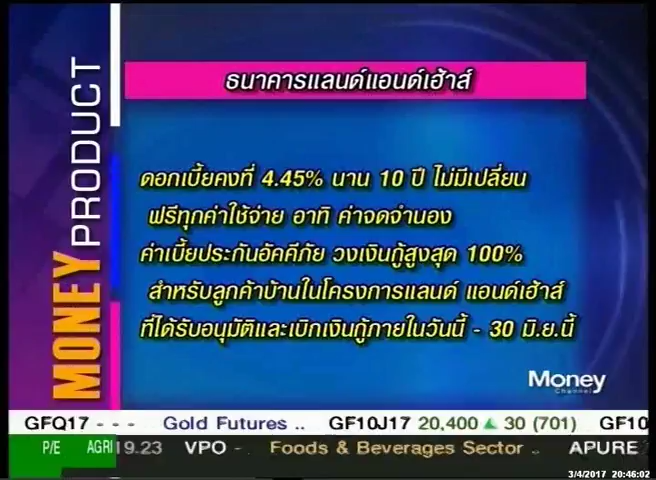 MONEY PRODUCT
ธนาคารแลนด์แอนด์เฮ้าส์
ดอกเบี้ยคงที่ 4.45% นาน 10 ปี ไม่มีเปลี่ยน
ฟรีทุกค่าใช้จ่าย อาทิ ค่าจดจำนอง
ค่าเบี้ยประกันอัคคีภัย วงเงินกู้สูงสุด 100%
สำหรับลูกค้าบ้านในโครงการแลนด์ แอนด์เฮ้าส์
ที่ได้รับอนุมัติและเบิกเงินกู้ภายในวันนี้ - 30 มิ.ย.นี้
Money
Channel
GFQ17 - - - Gold Futures .. GF10J17 20,400 ▲ 30 (701) GF10
P/E AGRI 19.23 VPO - Foods & Beverages Sector .. APURE
3/4/2017 20:46:02